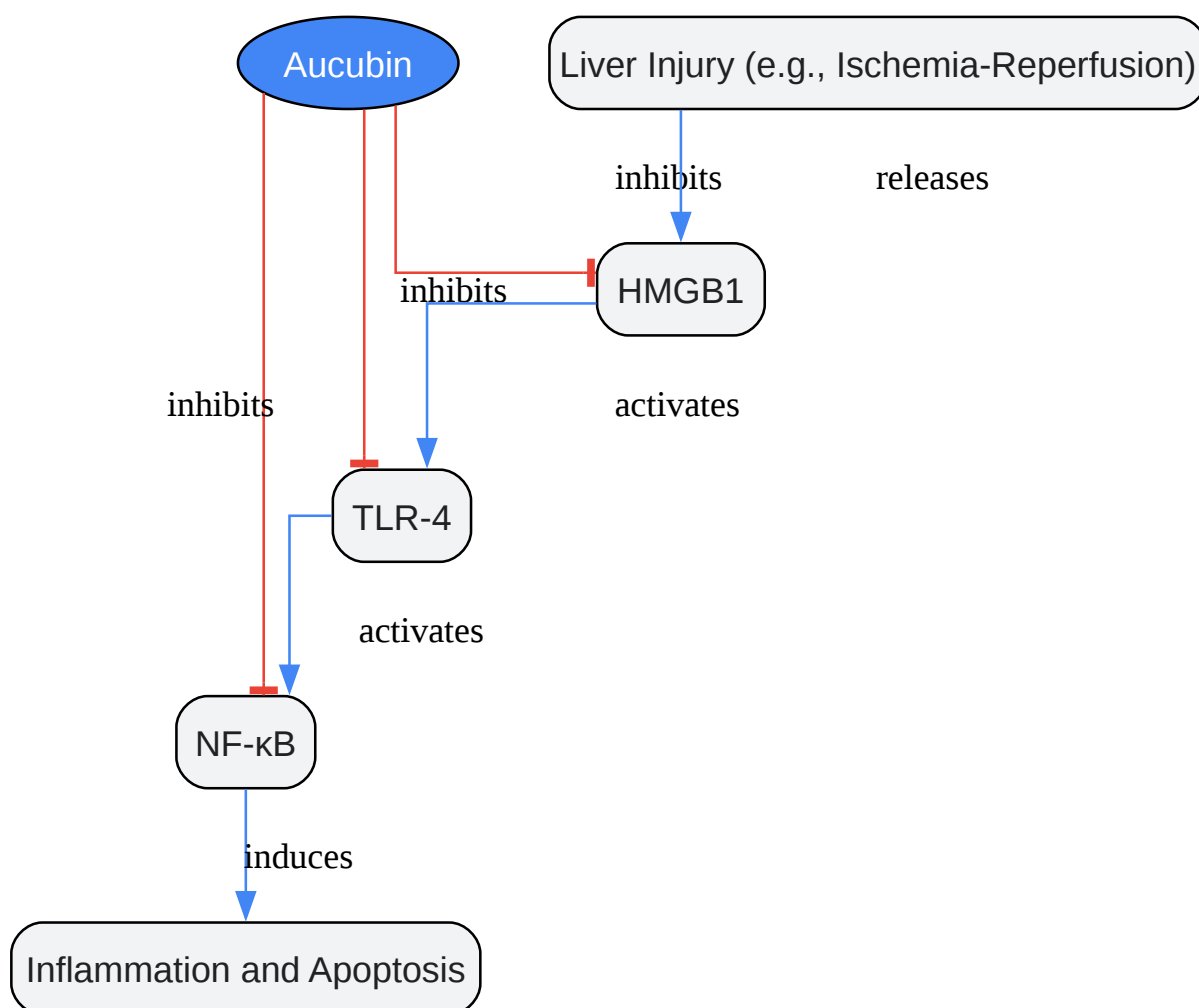 Aucubin
Liver Injury (e.g., Ischemia-Reperfusion)
inhibits
releases
HMGB1
inhibits
inhibits
activates
TLR-4
activates
NF-κB
induces
Inflammation and Apoptosis